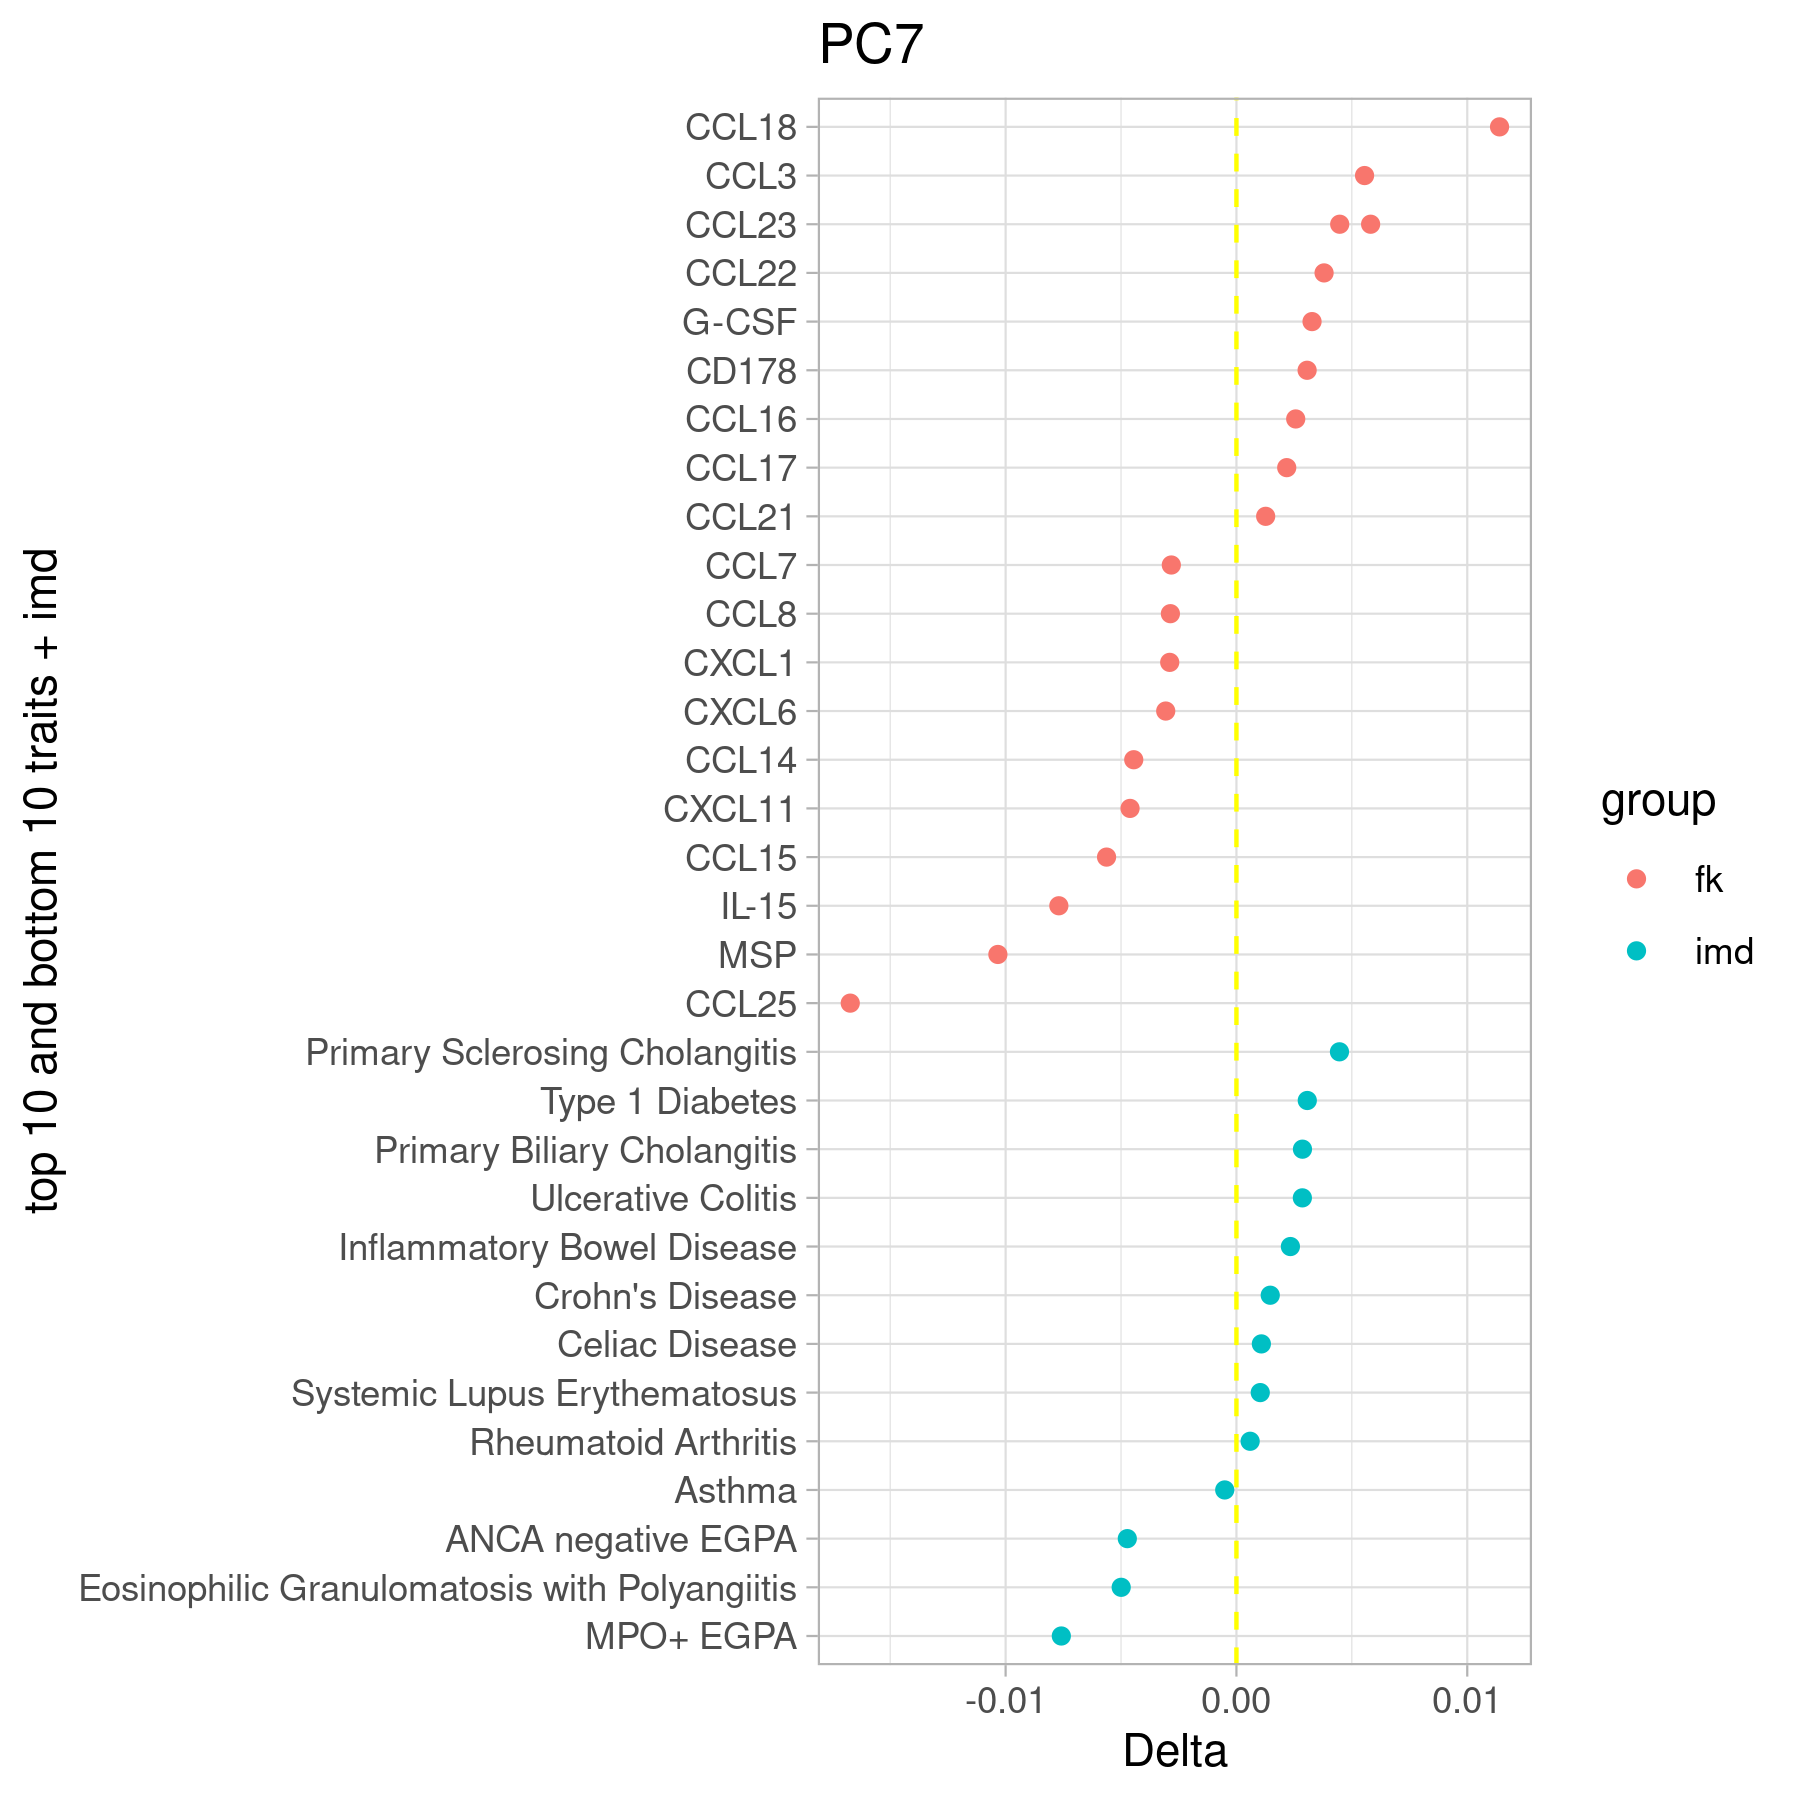 PC7
CCL18
CCL3
CCL23
CCL22
G-CSF
CD178
CCL16
CCL17
CCL21
CCL7
CCL8
CXCL1
CXCL6
CCL14
CXCL11
CCL15
IL-15
MSP
CCL25
Primary Sclerosing Cholangitis
Type 1 Diabetes
Primary Biliary Cholangitis
Ulcerative Colitis
Inflammatory Bowel Disease
Crohn's Disease
Celiac Disease
Systemic Lupus Erythematosus
Rheumatoid Arthritis
Asthma
ANCA negative EGPA
Eosinophilic Granulomatosis with Polyangiitis
MPO+ EGPA
top 10 and bottom 10 traits + imd
-0.01 0.00 0.01
Delta
group
fk
imd